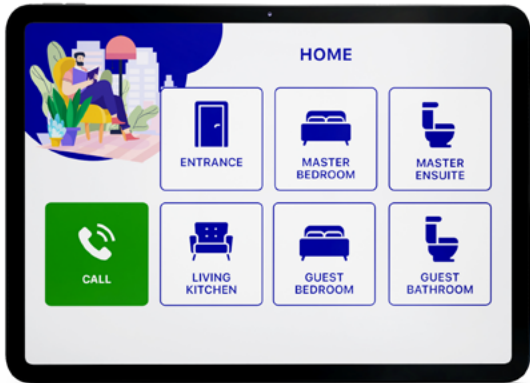 HOME
ENTRANCE
MASTER
BEDROOM
MASTER
ENSUITE
CALL
LIVING
KITCHEN
GUEST
BEDROOM
GUEST
BATHROOM